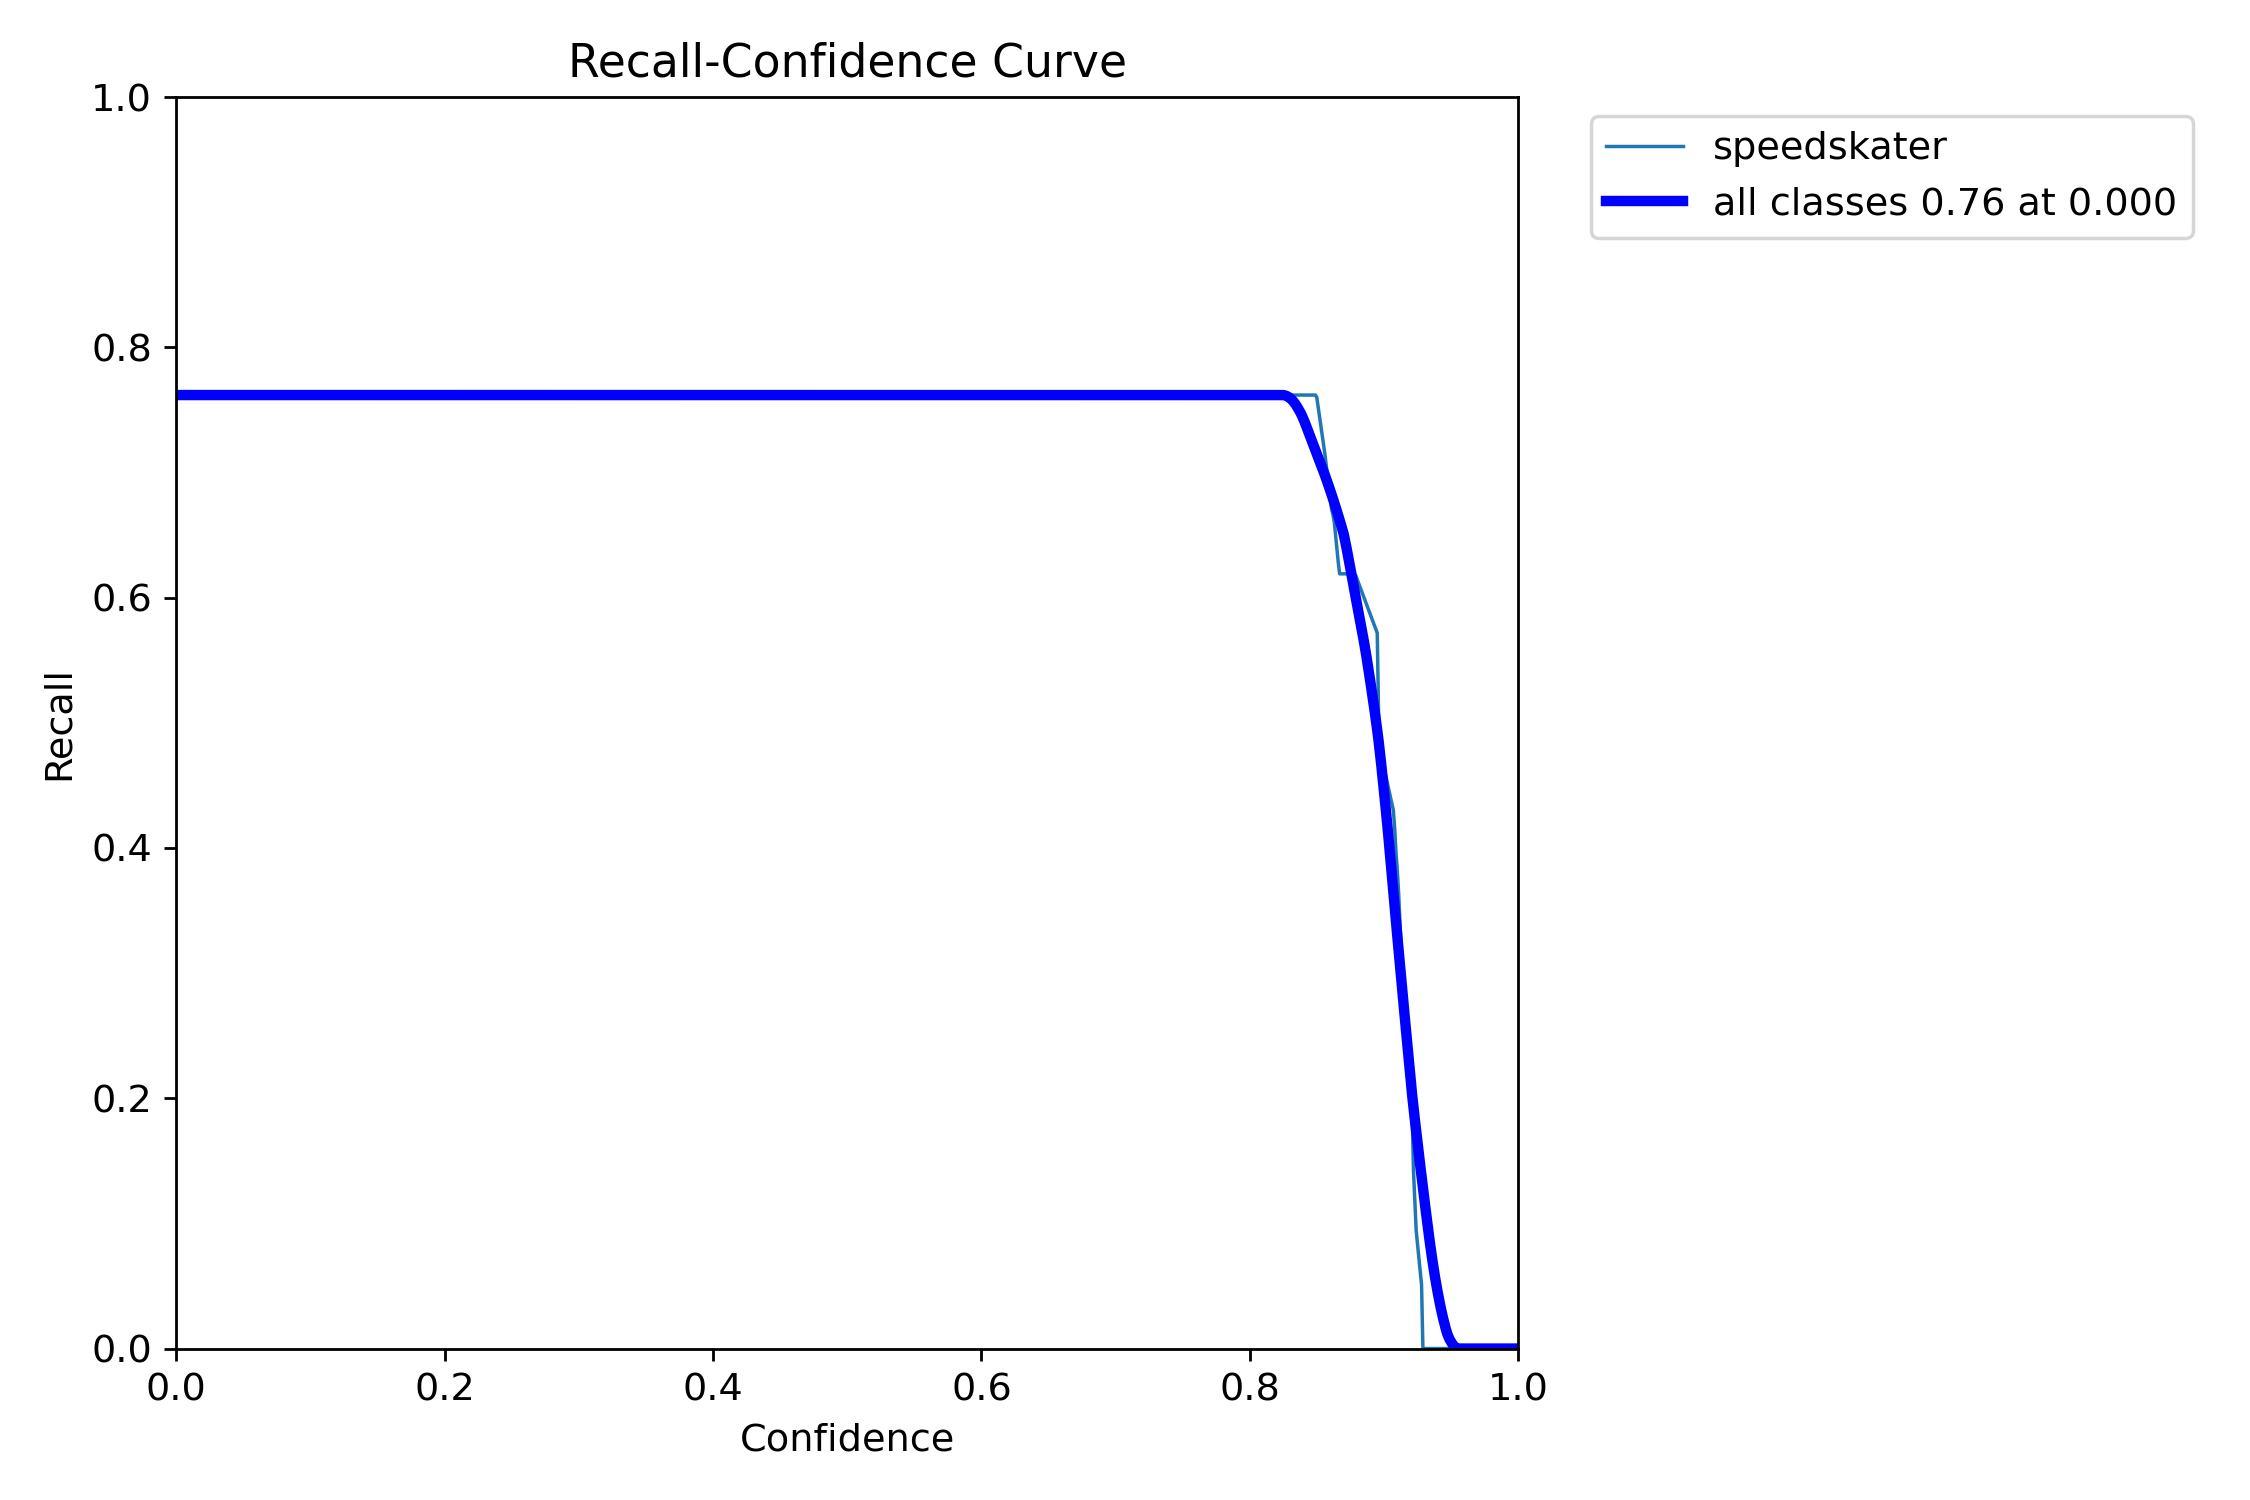 Recall-Confidence Curve
1.0
0.8
0.6
0.4
0.2
0.0
Recall
0.0 0.2 0.4 0.6 0.8 1.0
Confidence
speedskater
all classes 0.76 at 0.000